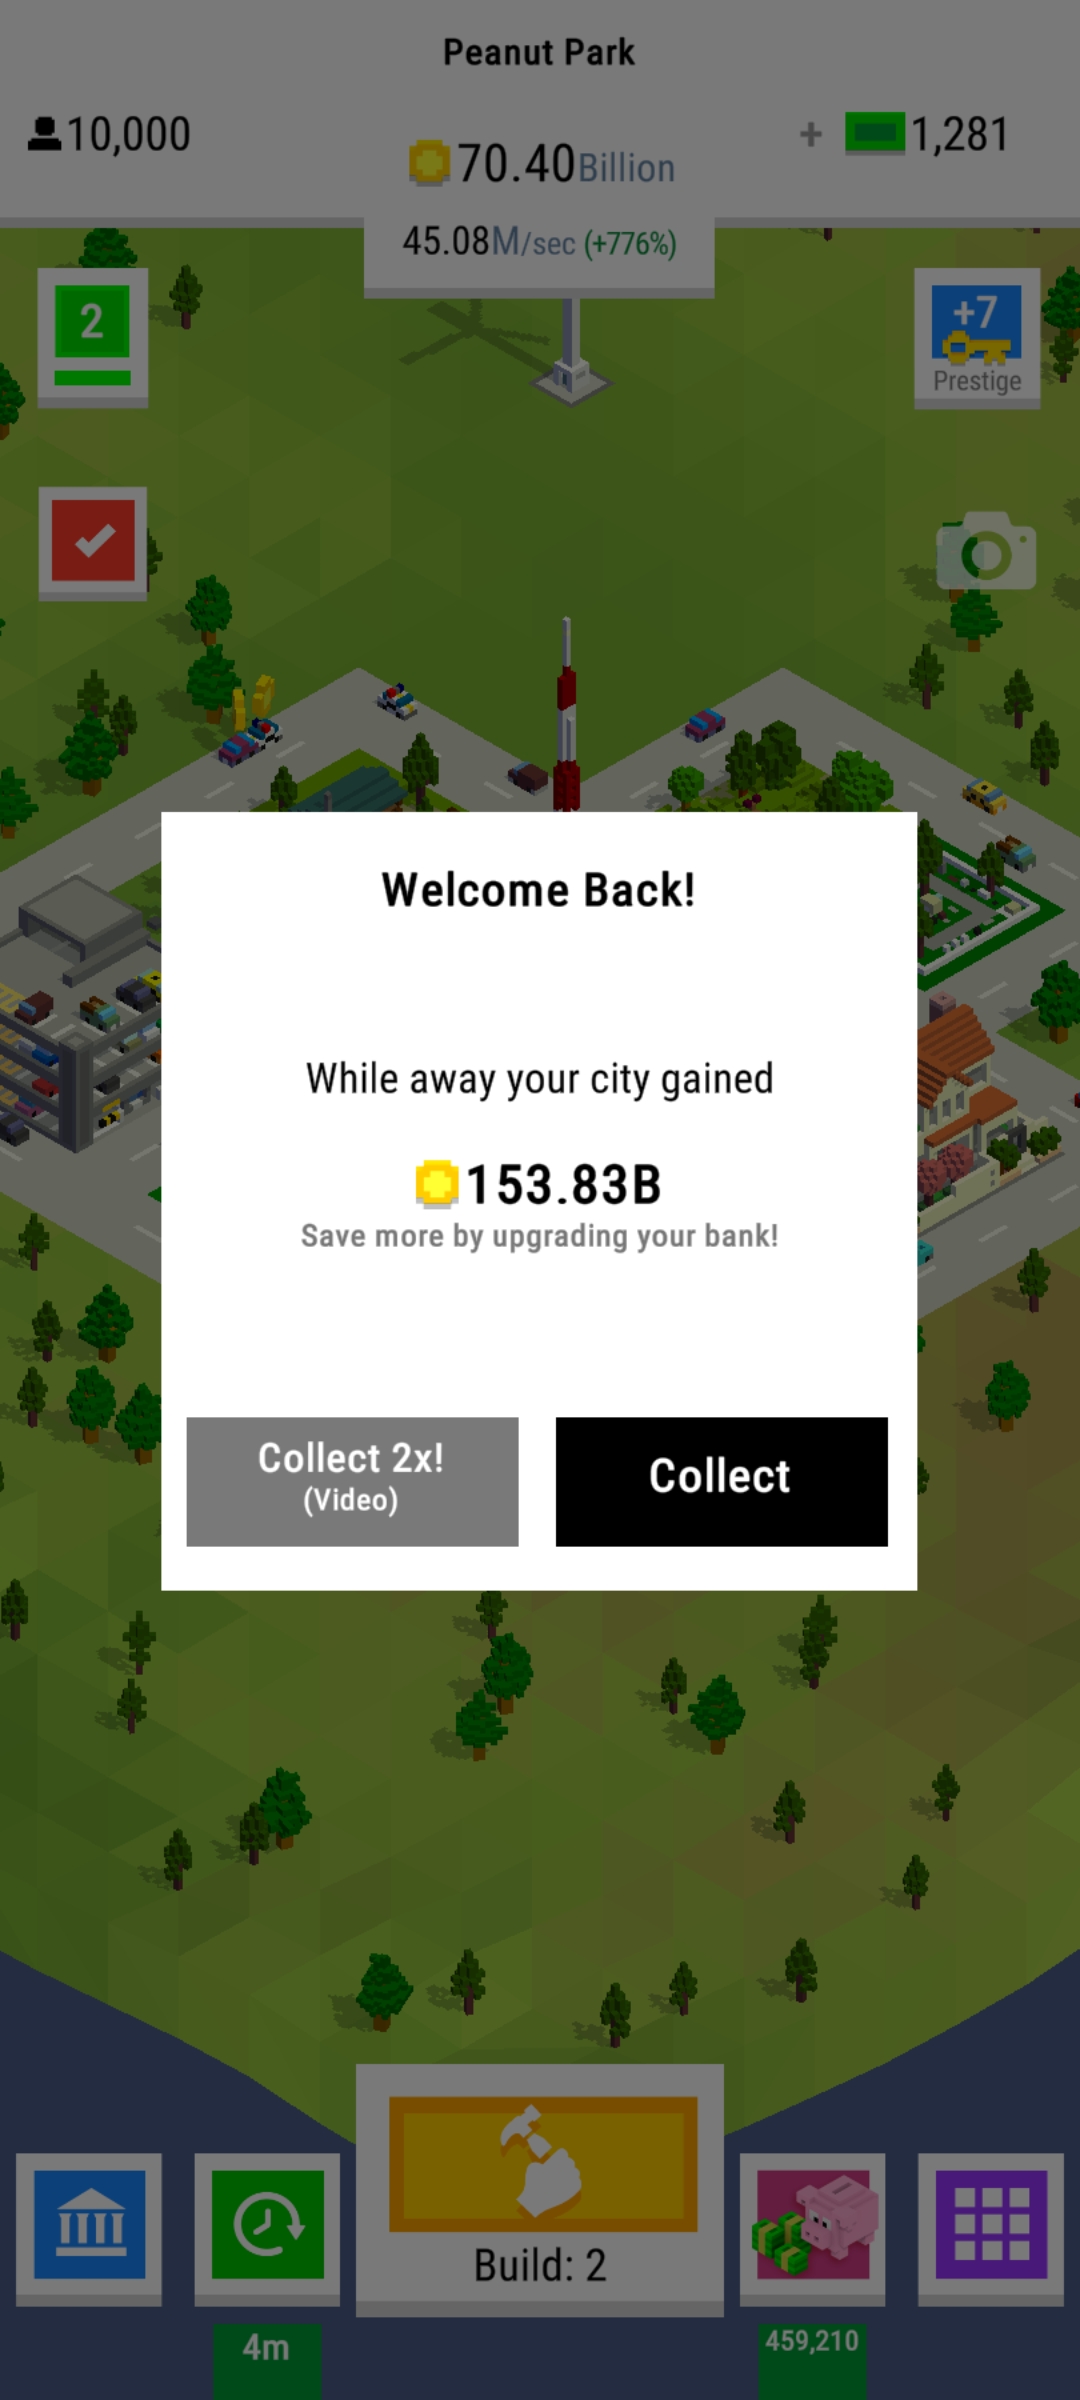 Peanut Park
10,000
70.40Billion
+ 1,281
45.08M/sec (+776%)
2
+7
Prestige
Welcome Back!
While away your city gained
153.83B
Save more by upgrading your bank!
Collect 2x!
(Video)
Collect
Build: 2
4m
459,210